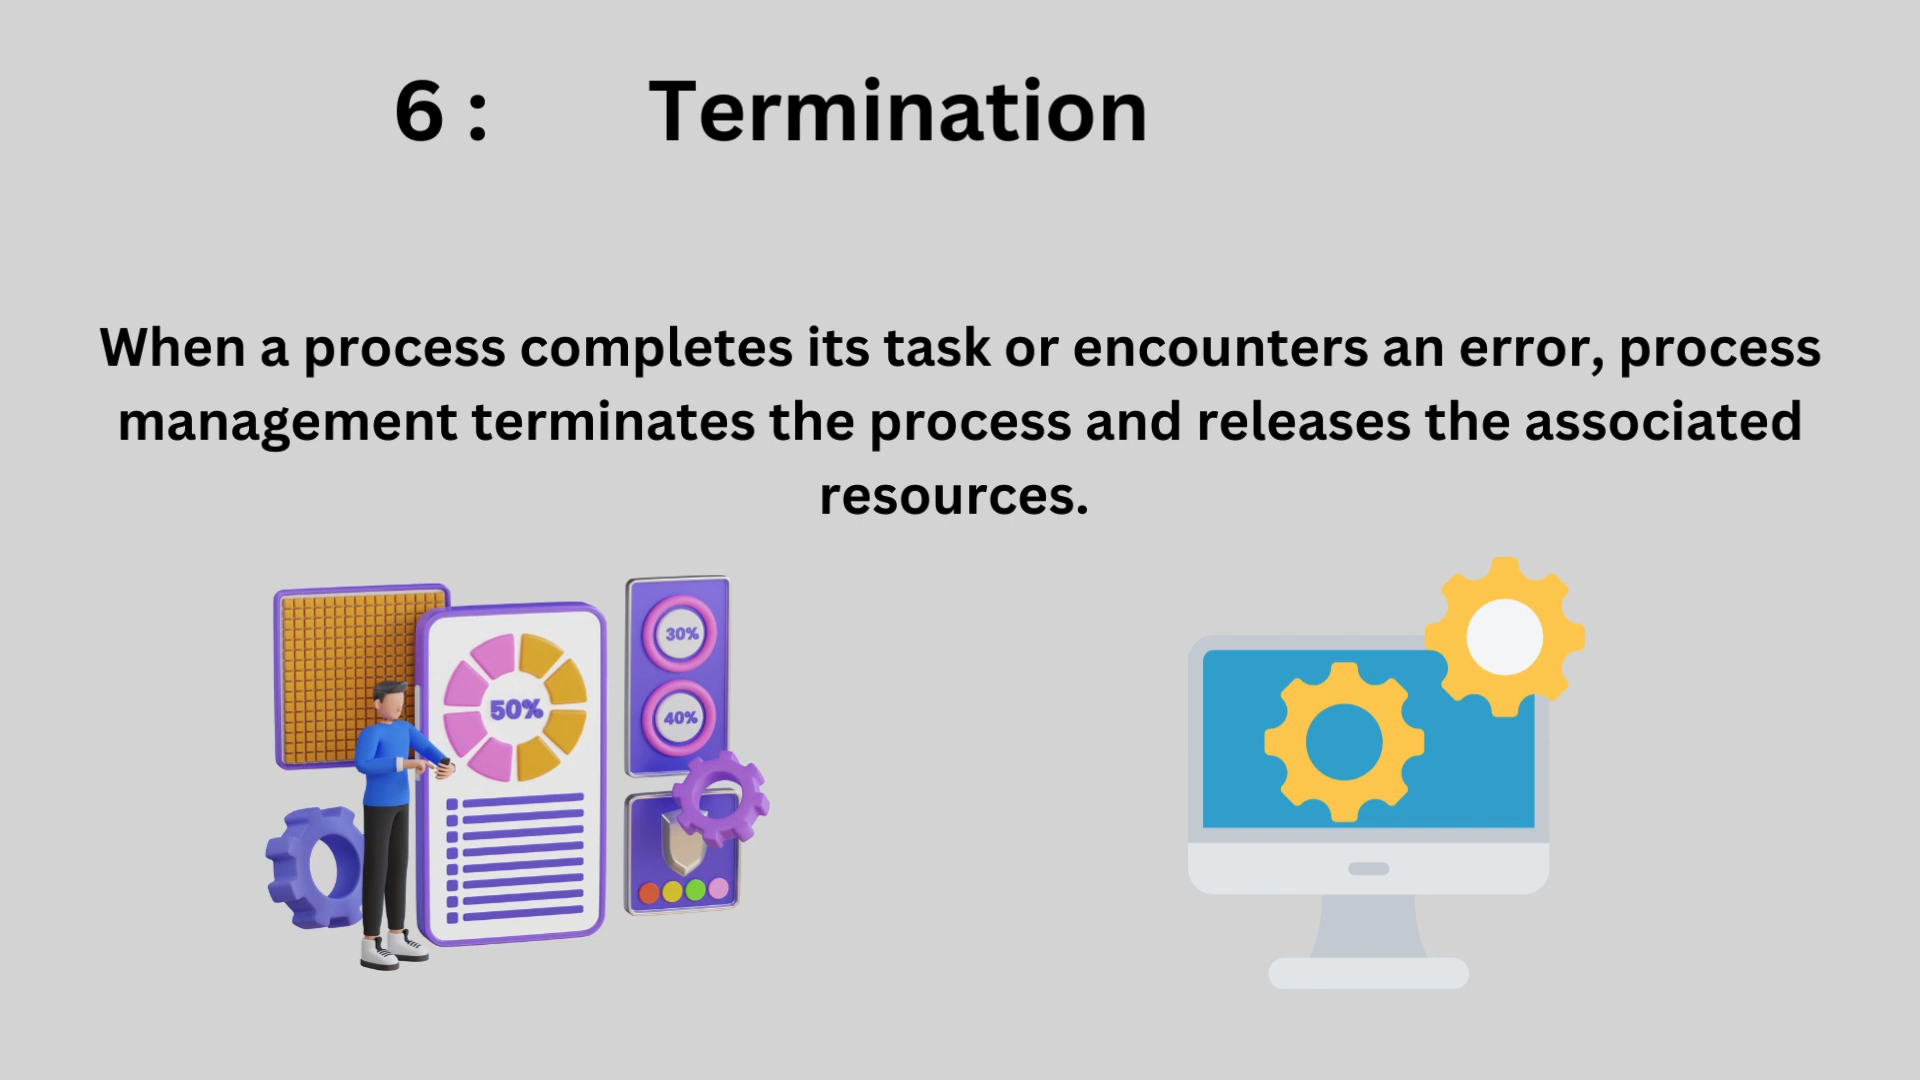 6 : Termination
When a process completes its task or encounters an error, process
management terminates the process and releases the associated
resources.
50%
30%
40%